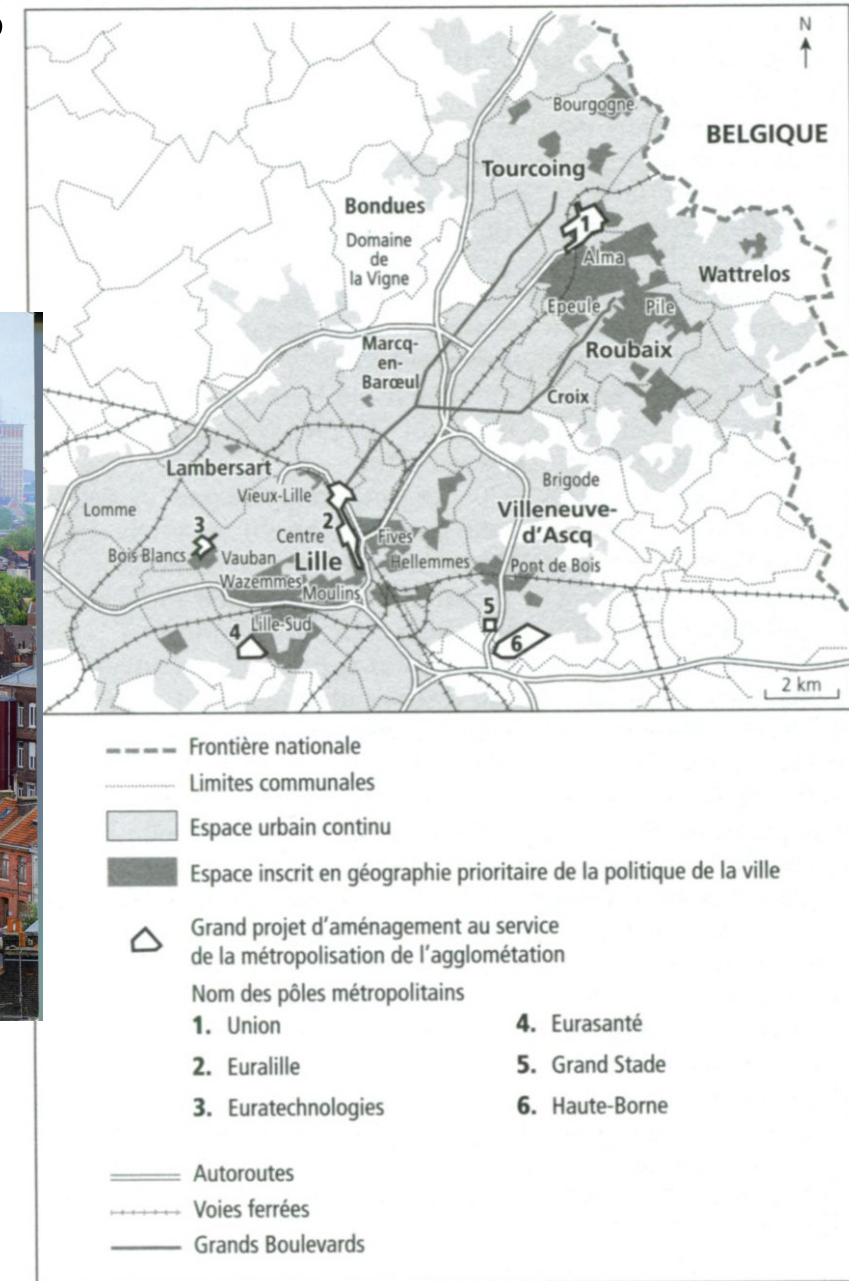 )
N
Bourgogne
BELGIQUE
Tourcoing
Bondues
Domaine
de
la Vigne
1
Alma
Wattrelos
Epeule
Pile
Marcq-
en-
Barœul
Roubaix
Croix
Lambersart
Brigode
Vieux-Lille
Villeneuve-
d'Ascq
Lomme
3
2
Centre
Fives
Bois Blancs
Vauban
Lille
Hellemmes
Pont de Bois
Wazemmes
Moulins
5
Lille-Sud
4
6
2 km
Frontière nationale
Limites communales
Espace urbain continu
Espace inscrit en géographie prioritaire de la politique de la ville
Grand projet d'aménagement au service
de la métropolisation de l'agglométation
Nom des pôles métropolitains
1. Union
2. Euralille
3. Euratechnologies
4. Eurasanté
5. Grand Stade
6. Haute-Borne
Autoroutes
Voies ferrées
Grands Boulevards